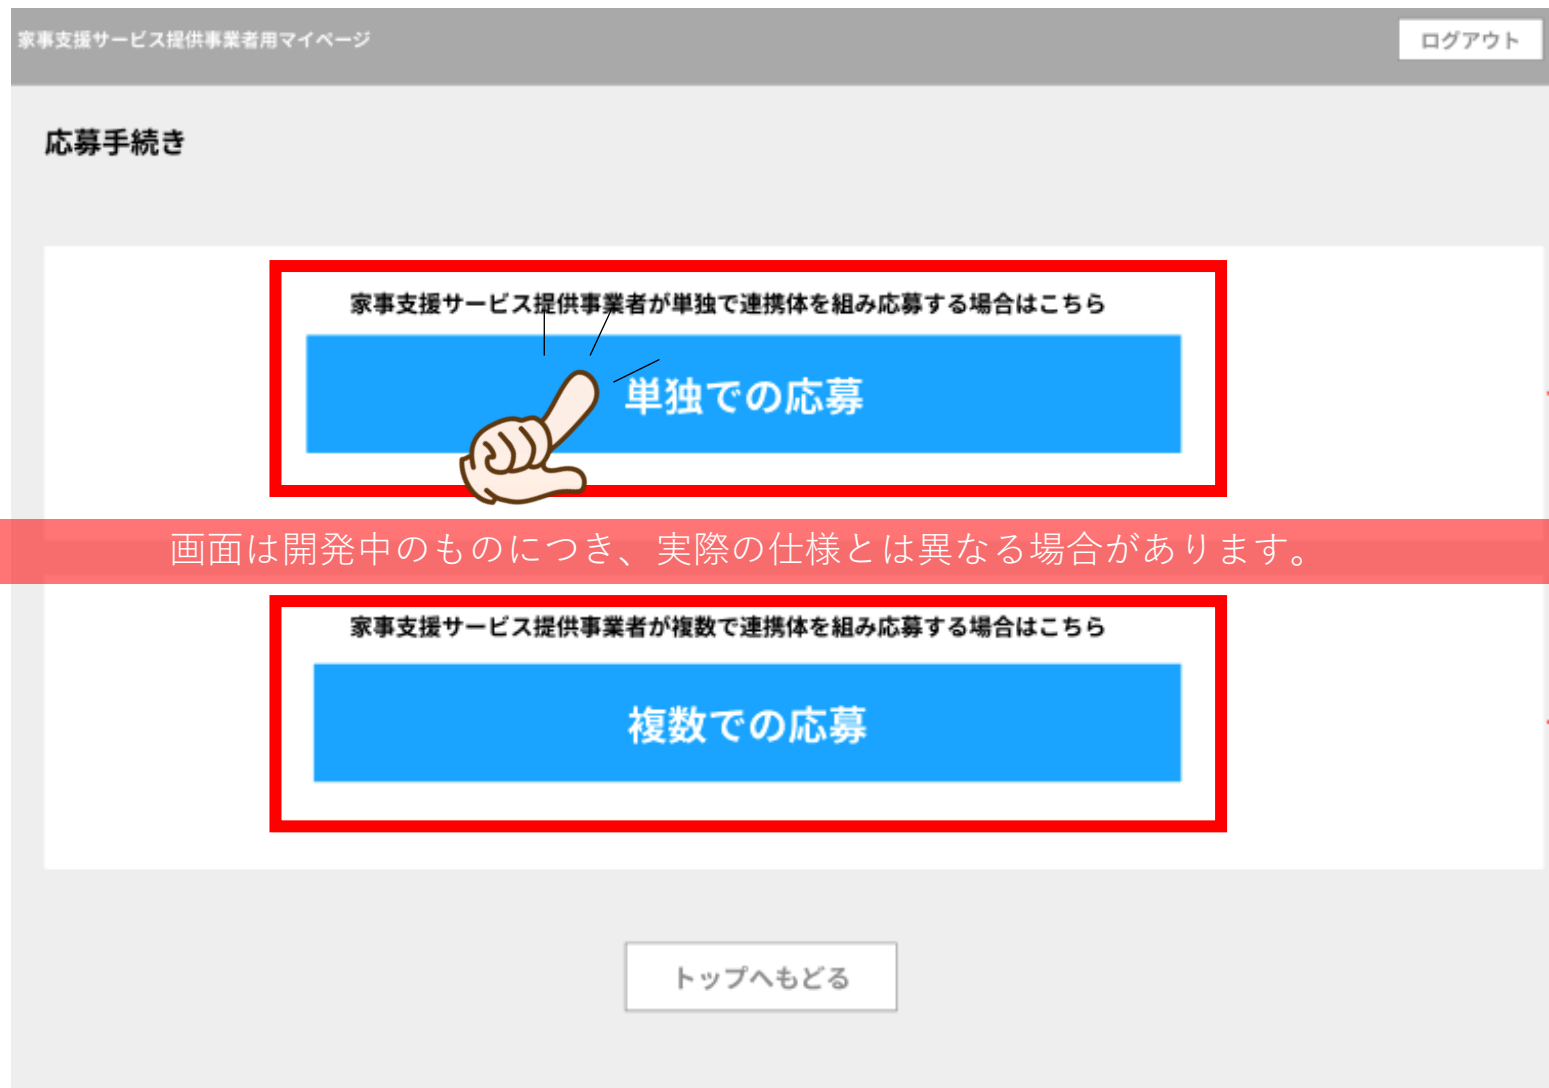 家事支援サービス提供事業者用マイページ
ログアウト
応募手続き
家事支援サービス提供事業者が単独で連携体を組み応募する場合はこちら
単独での応募
画面は開発中のものにつき、実際の仕様とは異なる場合があります。
家事支援サービス提供事業者が複数で連携体を組み応募する場合はこちら
複数での応募
トップへもどる